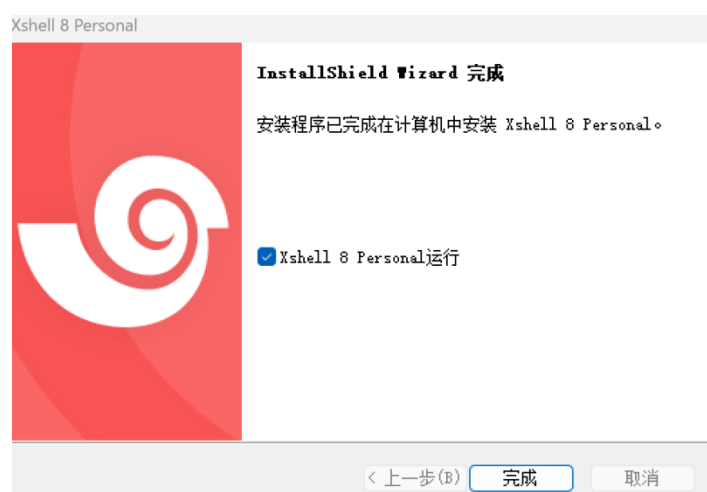 Xshell 8 Personal
InstallShield Wizard 完成
安装程序已完成在计算机中安装 Xshell 8 Personal。
Xshell 8 Personal运行
< 上一步(B) 完成 取消